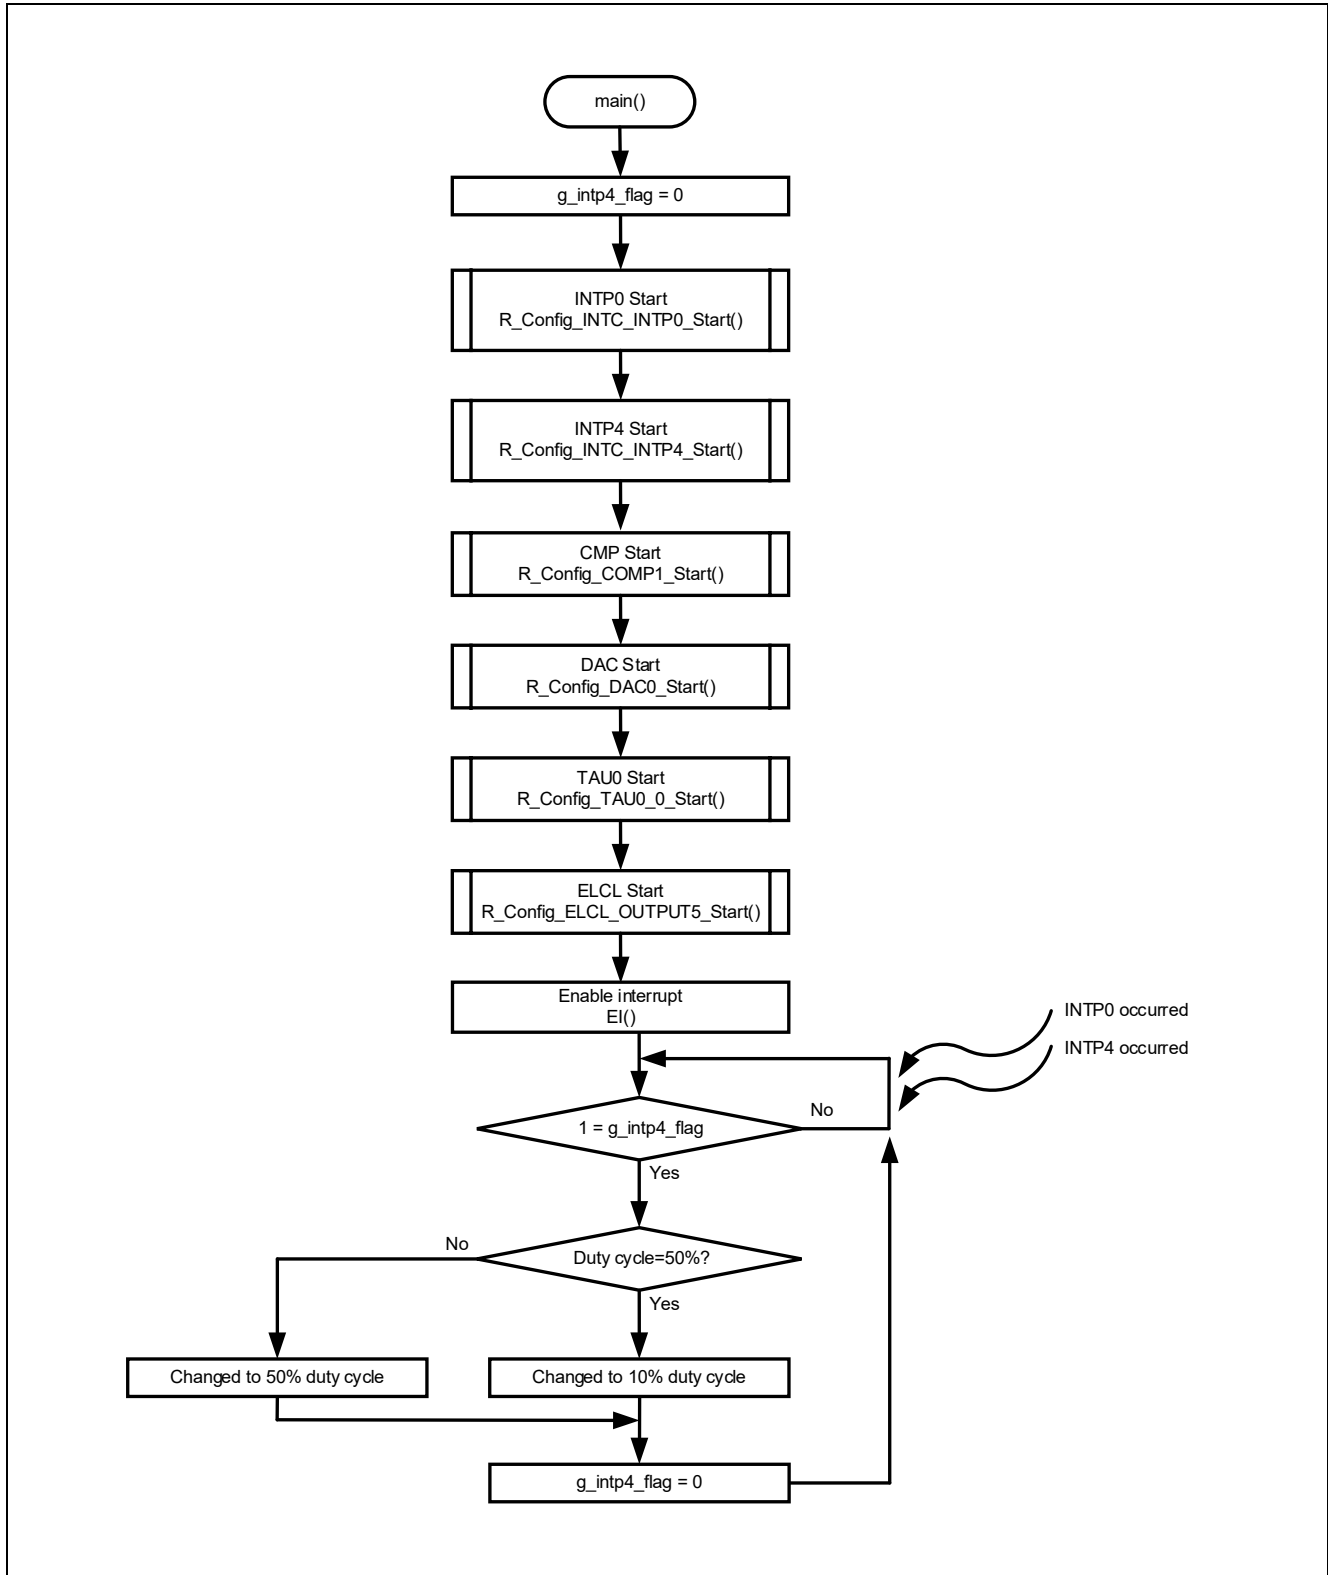 main()
g_intp4_flag = 0
INTP0 Start
R_Config_INTC_INTP0_Start()
INTP4 Start
R_Config_INTC_INTP4_Start()
CMP Start
R_Config_COMP1_Start()
DAC Start
R_Config_DAC0_Start()
TAU0 Start
R_Config_TAU0_0_Start()
ELCL Start
R_Config_ELCL_OUTPUT5_Start()
Enable interrupt
EI()
INTP0 occurred
INTP4 occurred
1 = g_intp4_flag
No
Yes
Duty cycle=50%?
No
Yes
Changed to 50% duty cycle
Changed to 10% duty cycle
g_intp4_flag = 0